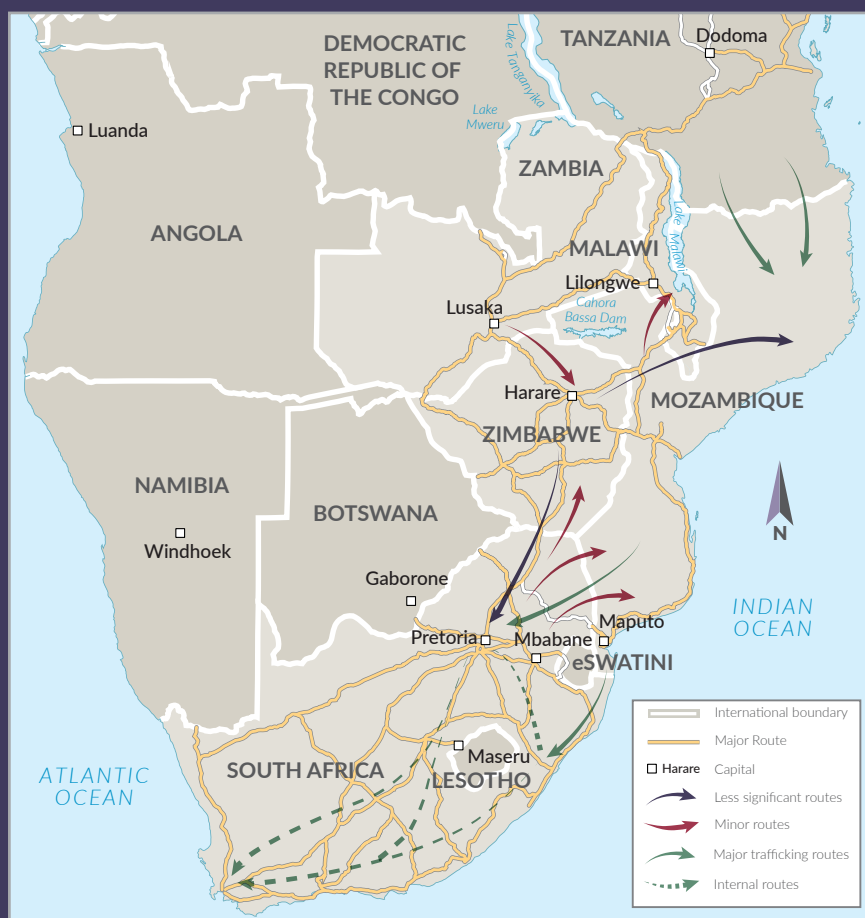 DEMOCRATIC
REPUBLIC OF
THE CONGO
TANZANIA
Dodoma
Lake Tanganyika
Lake
Mweru
Luanda
ZAMBIA
ANGOLA
MALAWI
Lake Malawi
Lilongwe
Lusaka
Cahora
Bassa Dam
Harare
MOZAMBIQUE
ZIMBABWE
NAMIBIA
BOTSWANA
N
Windhoek
Gaborone
INDIAN
OCEAN
Pretoria
Mbabane
Maputo
eSWATINI
SOUTH AFRICA
Maseru
LESOTHO
ATLANTIC
OCEAN
International boundary
Major Route
Harare Capital
Less significant routes
Minor routes
Major trafficking routes
Internal routes